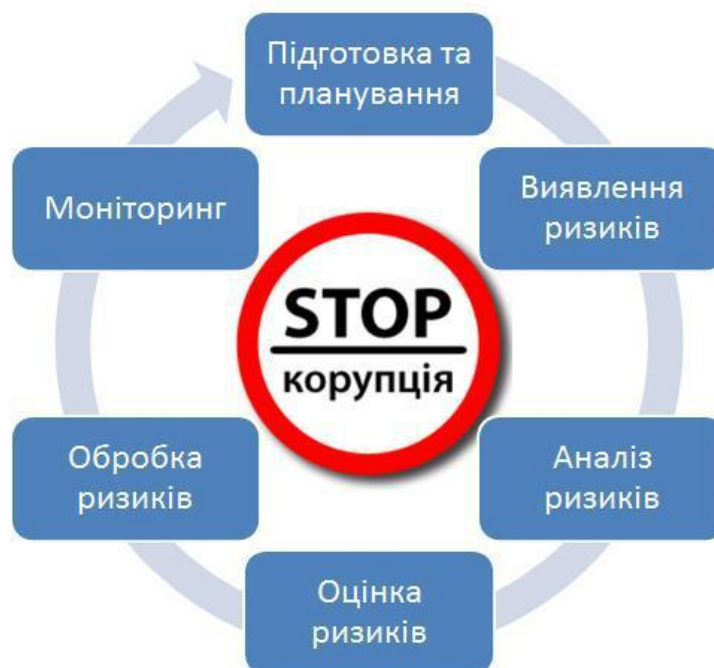 Підготовка та
планування
Виявлення
ризиків
Аналіз
ризиків
Оцінка
ризиків
Обробка
ризиків
Моніторинг
STOP
корупція